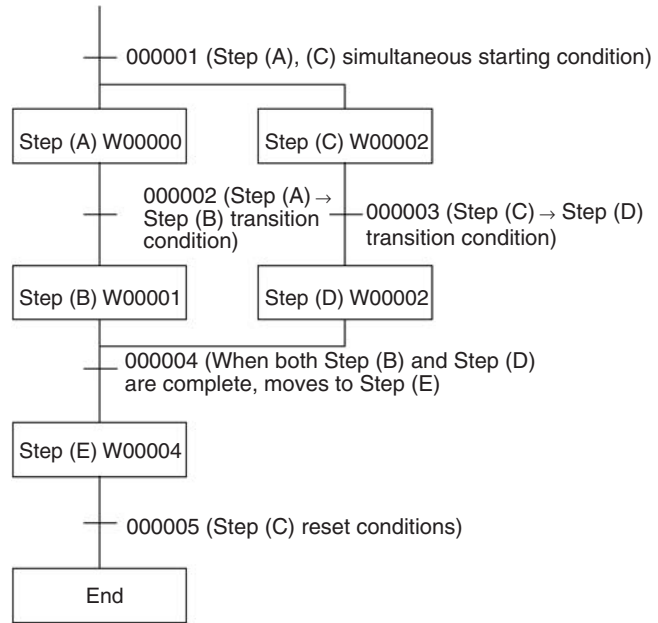 000001 (Step (A), (C) simultaneous starting condition)
Step (A) W00000
Step (C) W00002
000002 (Step (A) →
Step (B) transition
condition)
000003 (Step (C) → Step (D)
transition condition)
Step (B) W00001
Step (D) W00002
000004 (When both Step (B) and Step (D)
are complete, moves to Step (E)
Step (E) W00004
000005 (Step (C) reset conditions)
End